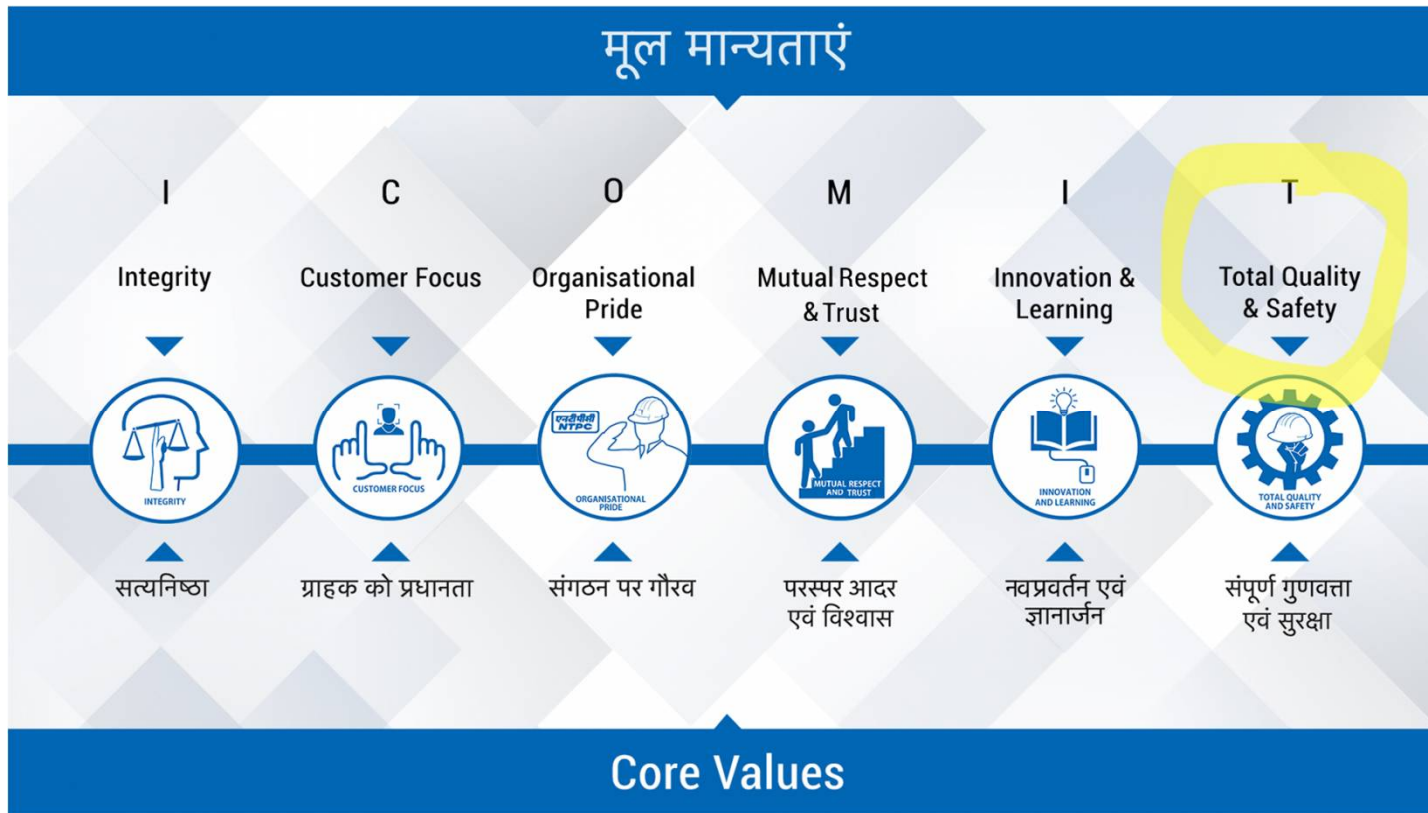 मूल मान्यताएं
I C O M I T
Integrity
Customer Focus
Organisational
Pride
Mutual Respect
& Trust
Innovation &
Learning
Total Quality
& Safety
INTEGRITY
CUSTOMER FOCUS
एनटीपीसी
NTPC
ORGANISATIONAL
PRIDE
MUTUAL RESPECT
AND TRUST
INNOVATION
AND LEARNING
TOTAL QUALITY
AND SAFETY
सत्यनिष्ठा
ग्राहक को प्रधानता
संगठन पर गौरव
परस्पर आदर
एवं विश्वास
नवप्रवर्तन एवं
ज्ञानार्जन
संपूर्ण गुणवत्ता
एवं सुरक्षा
Core Values